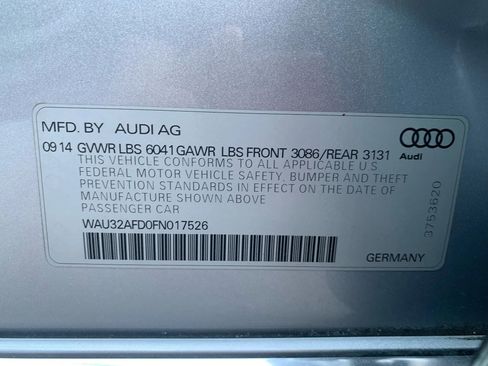 MFD. BY AUDI AG
09 14 GVWR LBS 6041 GAWR LBS FRONT 3086/REAR 3131
THIS VEHICLE CONFORMS TO ALL APPLICABLE U S
FEDERAL MOTOR VEHICLE SAFETY, BUMPER AND THEFT
PREVENTION STANDARDS IN EFFECT ON THE DATE OF
MANUFACTURE SHOWN ABOVE
PASSENGER CAR
WAU32AFD0FN017526
Audi
3753620
GERMANY